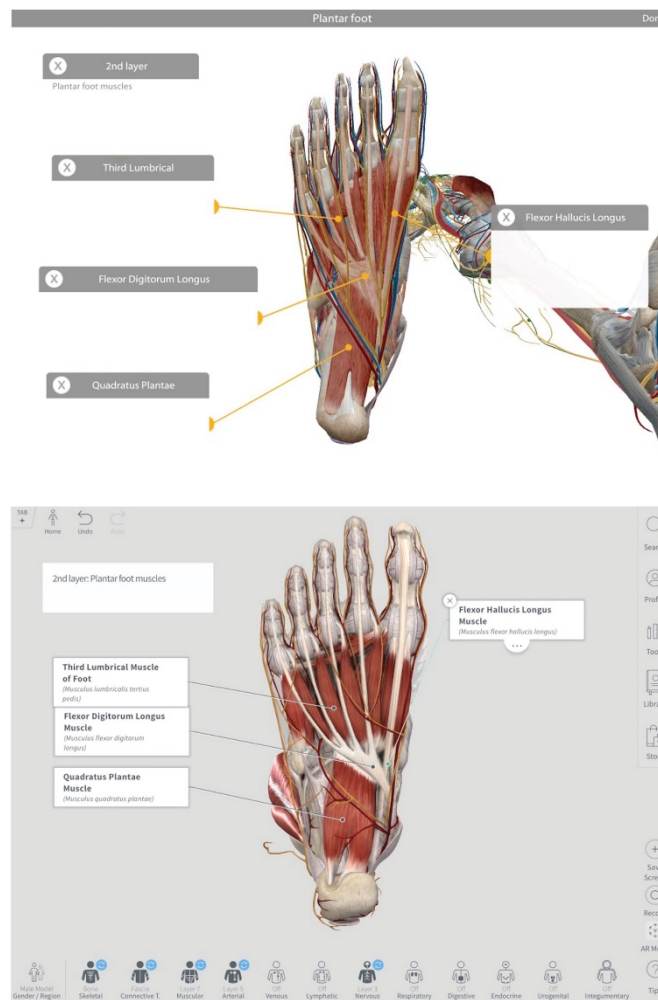 Plantar foot
X 2nd layer
Plantar foot muscles
X Third Lumbrical
X Flexor Hallucis Longus
X Flexor Digitorum Longus
X Quadratus Plantae
TAB
+
Home
Undo
2nd layer: Plantar foot muscles
Flexor Hallucis Longus
Muscle
(Musculus flexor hallucis longus)
...
Third Lumbrical Muscle
of Foot
(Musculus lumbricalis tertius
pedis)
Flexor Digitorum Longus
Muscle
(Musculus flexor digitorum
longus)
Quadratus Plantae
Muscle
(Musculus quadratus plantae)
AR
Tip
Male Model
Gender / Region
Bone
Skeletal
Fascia
Connective T.
Layer 7
Muscular
Layer 5
Arterial
Off
Venous
Off
Lymphatic
Layer 3
Nervous
Off
Respiratory
Off
Digestive
Off
Endocrine
Off
Urogenital
Off
Integumentary